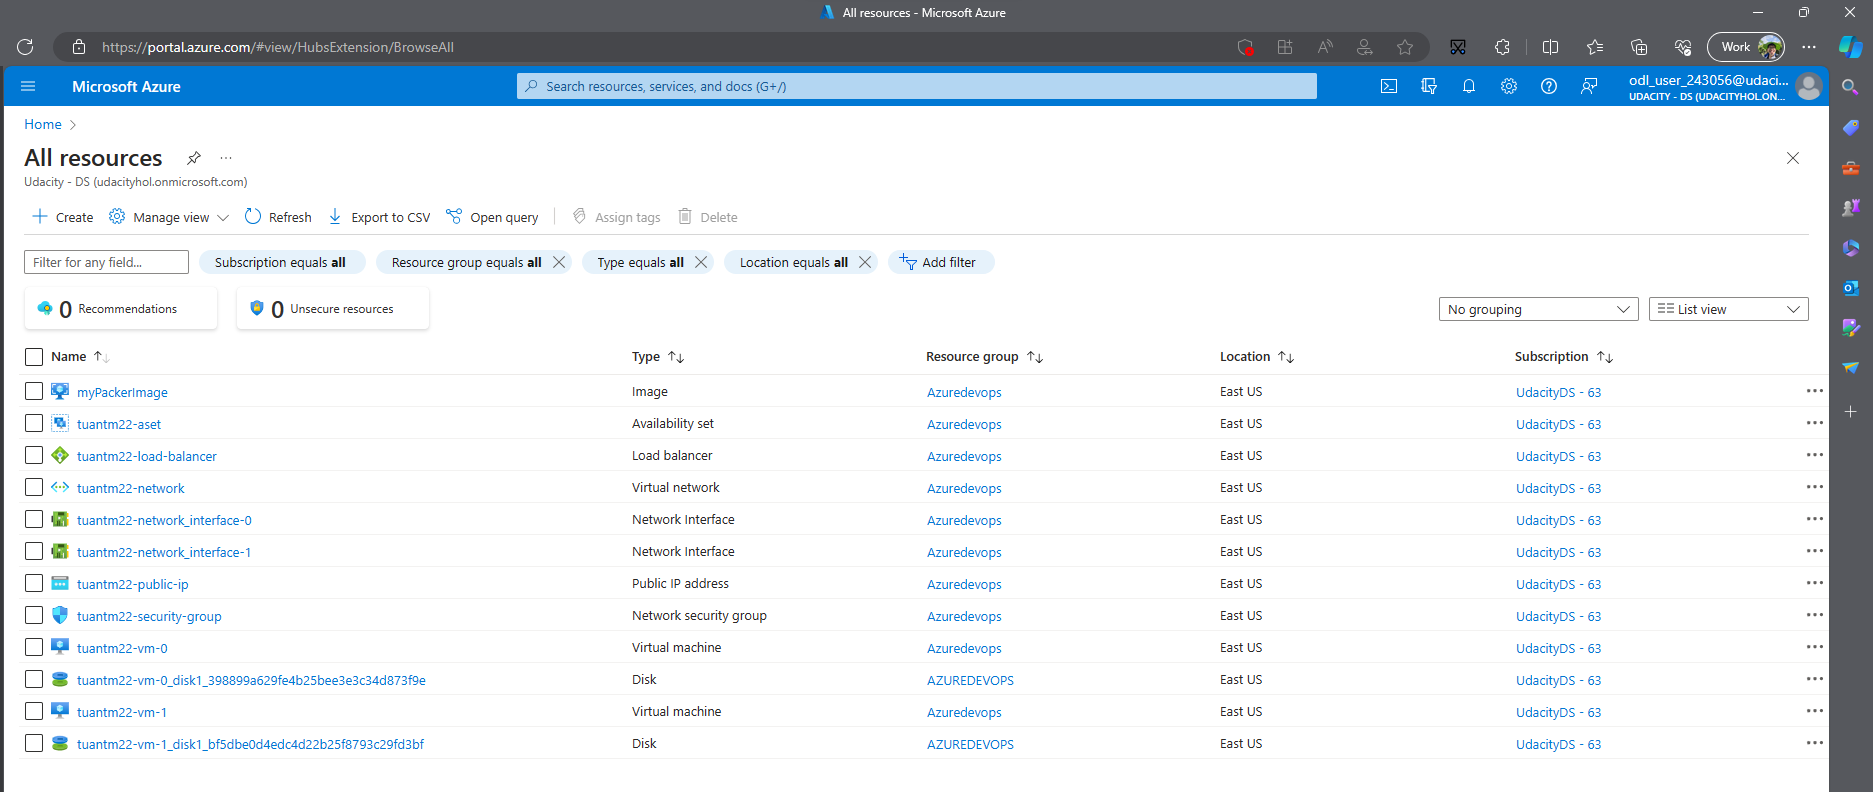 All resources - Microsoft Azure
https://portal.azure.com/#view/HubsExtension/BrowseAll
Work
Microsoft Azure
Search resources, services, and docs (G+/)
odl_user_243056@udaci...
UDACITY - DS (UDACITYHOL.ON...
Home
All resources
Udacity - DS (udacityhol.onmicrosoft.com)
Create Manage view Refresh Export to CSV Open query Assign tags Delete
Filter for any field... Subscription equals all Resource group equals all Type equals all Location equals all Add filter
0 Recommendations 0 Unsecure resources
No grouping List view
Name Type Resource group Location Subscription
myPackerImage Image Azuredevops East US UdacityDS - 63
tuantm22-aset Availability set Azuredevops East US UdacityDS - 63
tuantm22-load-balancer Load balancer Azuredevops East US UdacityDS - 63
tuantm22-network Virtual network Azuredevops East US UdacityDS - 63
tuantm22-network_interface-0 Network Interface Azuredevops East US UdacityDS - 63
tuantm22-network_interface-1 Network Interface Azuredevops East US UdacityDS - 63
tuantm22-public-ip Public IP address Azuredevops East US UdacityDS - 63
tuantm22-security-group Network security group Azuredevops East US UdacityDS - 63
tuantm22-vm-0 Virtual machine Azuredevops East US UdacityDS - 63
tuantm22-vm-0_disk1_398899a629fe4b25bee3e3c34d873f9e Disk AZUREDEVOPS East US UdacityDS - 63
tuantm22-vm-1 Virtual machine Azuredevops East US UdacityDS - 63
tuantm22-vm-1_disk1_bf5dbe0d4edc4d22b25f8793c29fd3bf Disk AZUREDEVOPS East US UdacityDS - 63